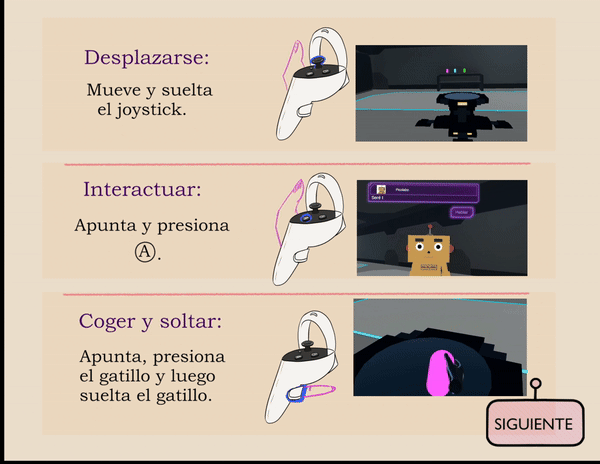 Desplazarse:
Mueve y suelta
el joystick.
Interactuar:
Apunta y presiona
Ⓐ.
Coger y soltar:
Apunta, presiona
el gatillo y luego
suelta el gatillo.
SIGUIENTE